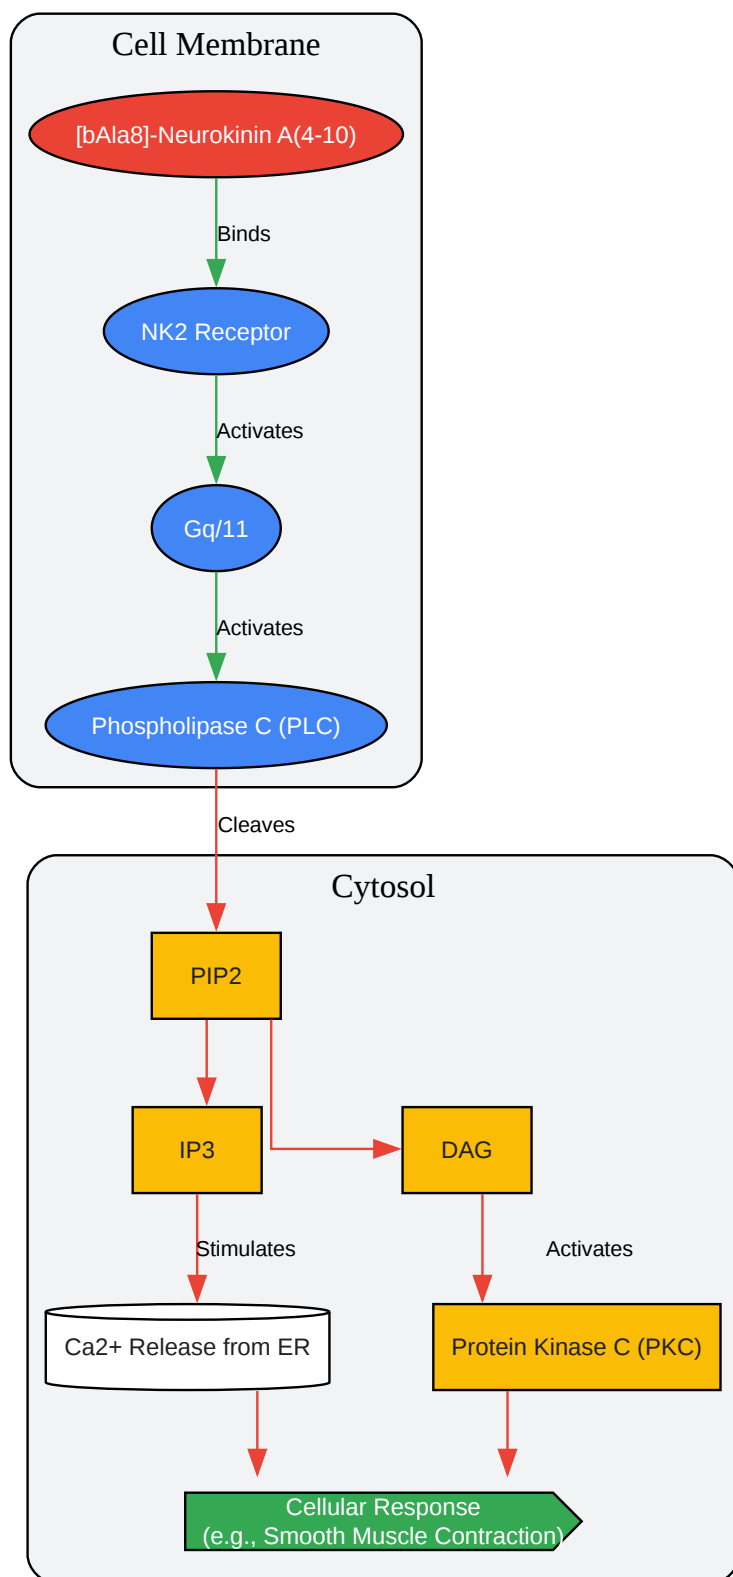 Cell Membrane
[bAla8]-Neurokinin A(4-10)
Binds
NK2 Receptor
Activates
Gq/11
Activates
Phospholipase C (PLC)
Cleaves
Cytosol
PIP2
IP3
DAG
Stimulates
Activates
Ca2+ Release from ER
Protein Kinase C (PKC)
Cellular Response
(e.g., Smooth Muscle Contraction)